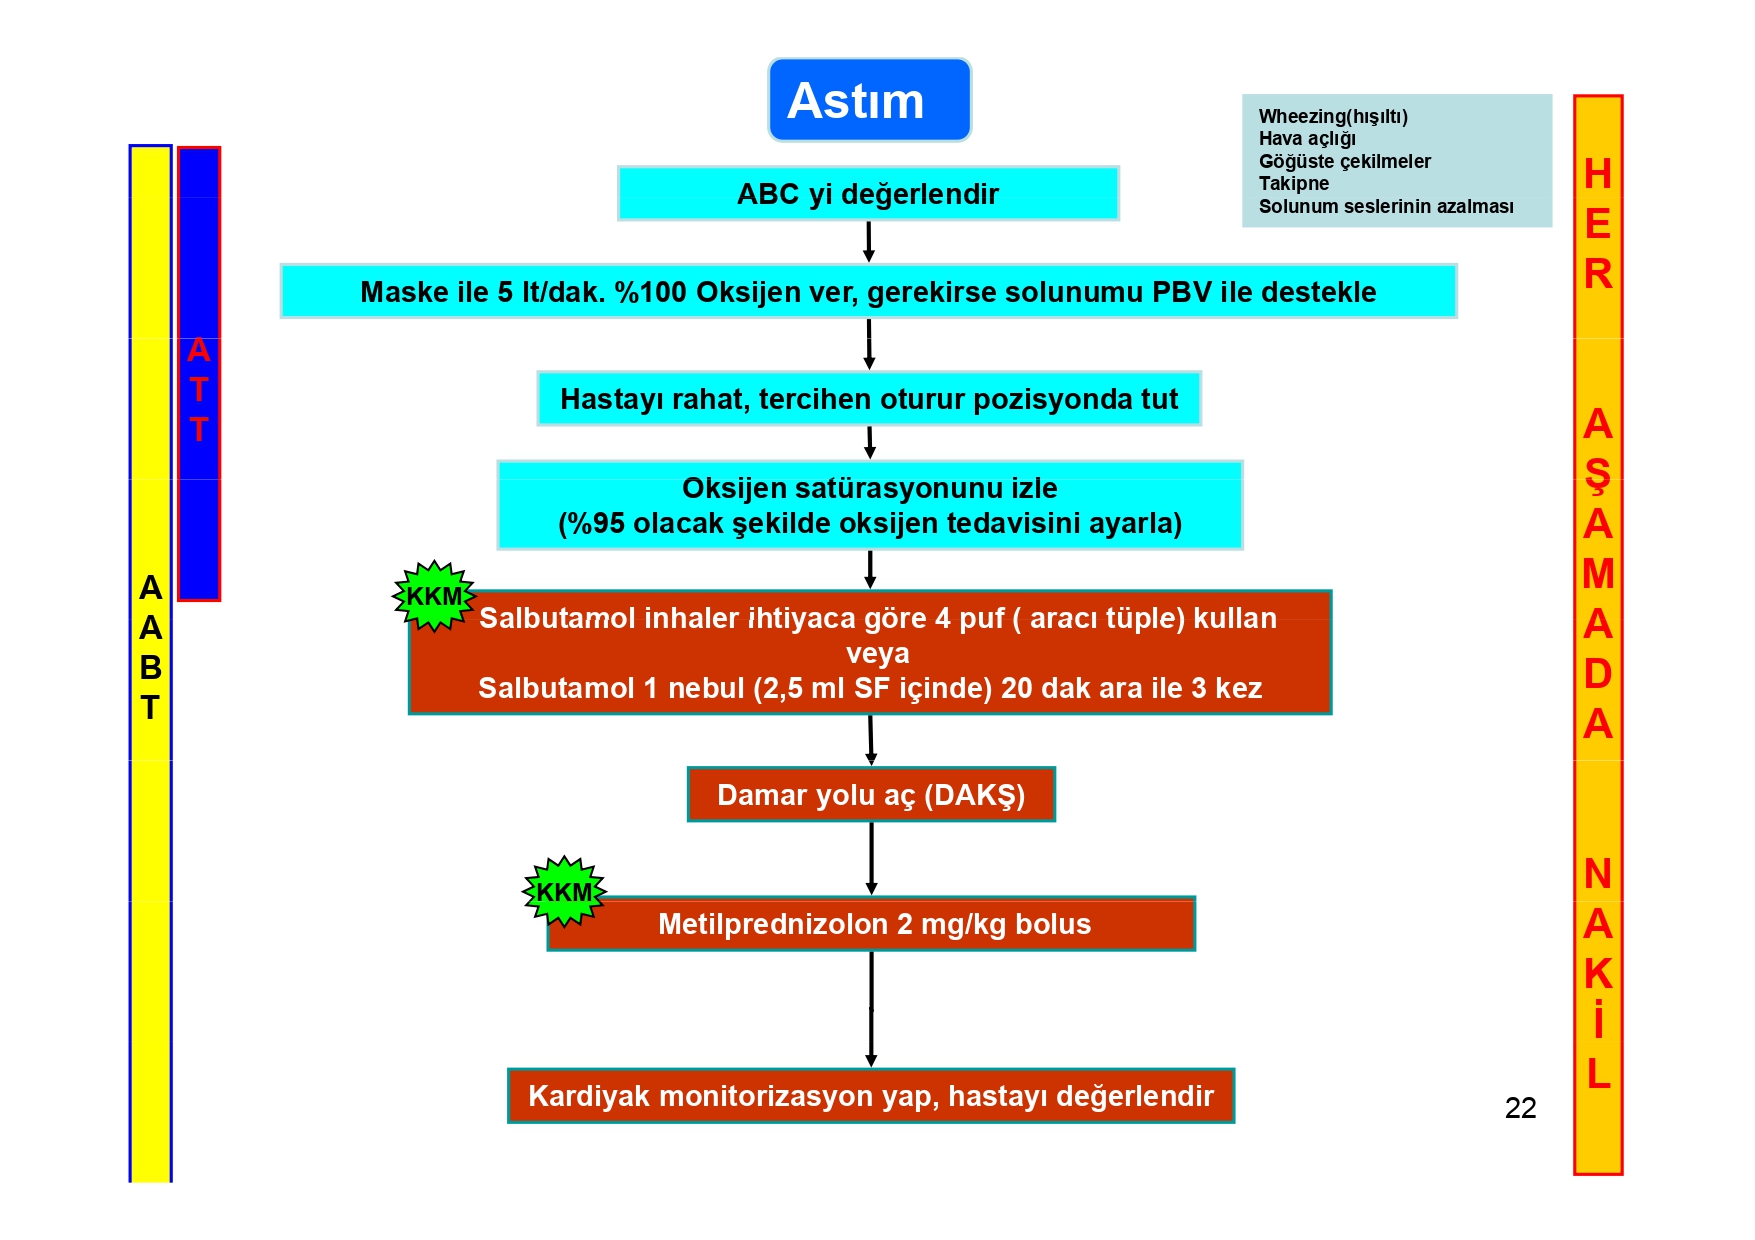 Astım
Wheezing(hışıltı)
Hava açlığı
Göğüste çekilmeler
Takipne
Solunum seslerinin azalması
ABC yi değerlendir
Maske ile 5 lt/dak. %100 Oksijen ver, gerekirse solunumu PBV ile destekle
Hastayı rahat, tercihen oturur pozisyonda tut
Oksijen satürasyonunu izle
(%95 olacak şekilde oksijen tedavisini ayarla)
KKM
Salbutamol inhaler ihtiyaca göre 4 puf ( aracı tüple) kullan
veya
Salbutamol 1 nebul (2,5 ml SF içinde) 20 dak ara ile 3 kez
Damar yolu aç (DAKŞ)
KKM
Metilprednizolon 2 mg/kg bolus
Kardiyak monitorizasyon yap, hastayı değerlendir
AABT
ATT
HER AŞAMADA NAKİL
22